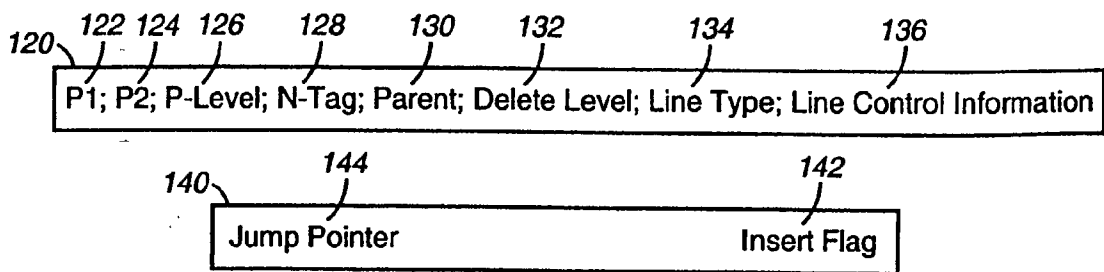 122 124 126 128 130 132 134 136
120
P1; P2; P-Level; N-Tag; Parent; Delete Level; Line Type; Line Control Information
144 142
140
Jump Pointer Insert Flag